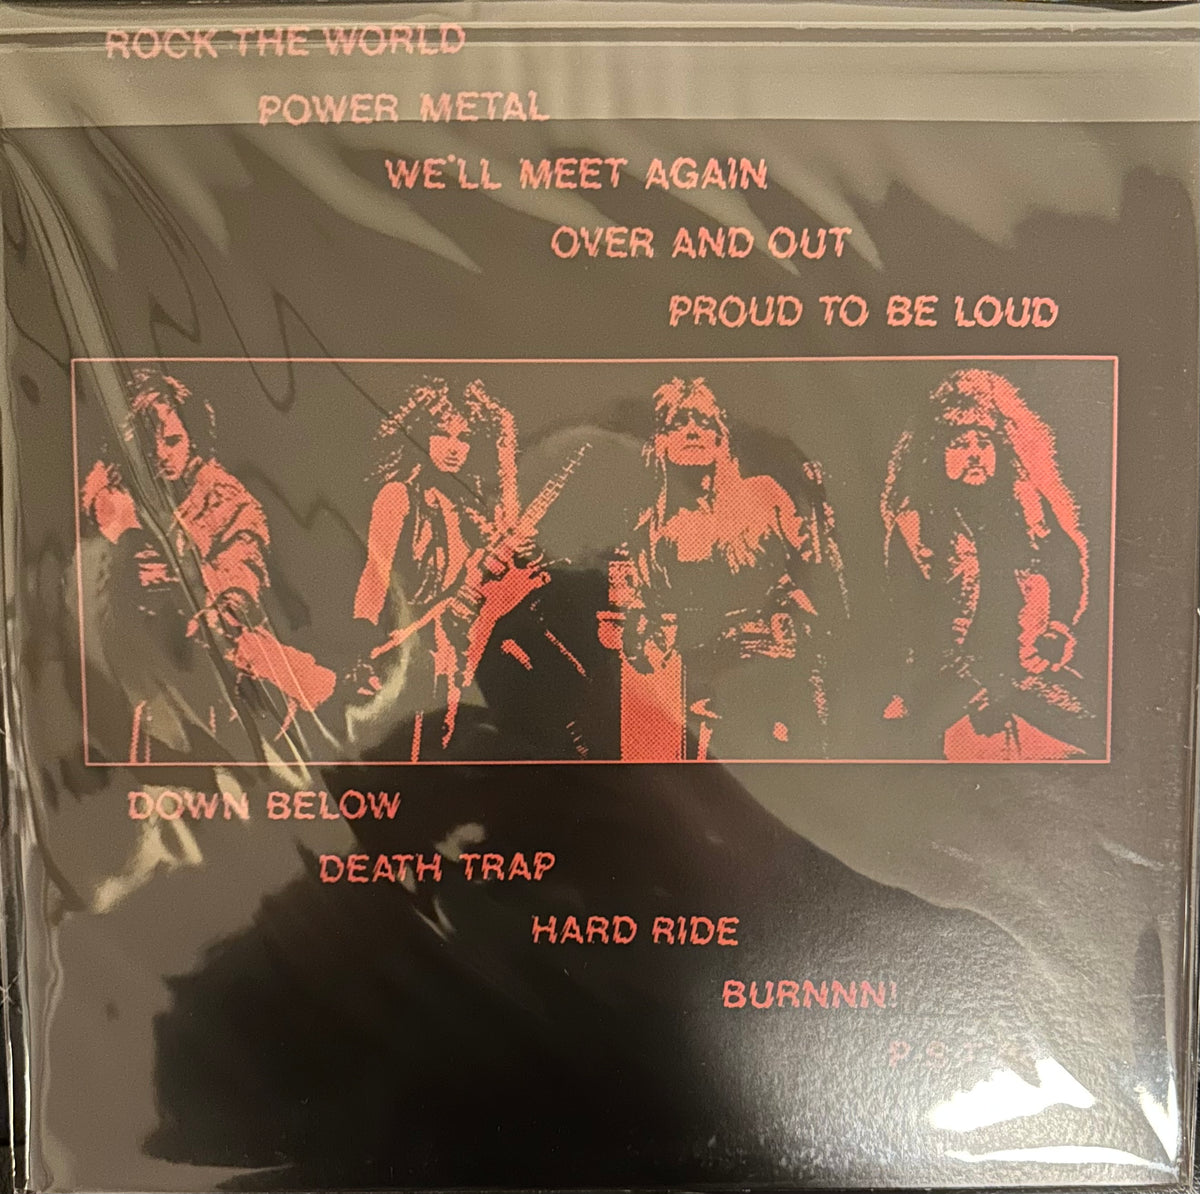 ROCK THE WORLD
POWER METAL
WE'LL MEET AGAIN
OVER AND OUT
PROUD TO BE LOUD
DOWN BELOW
DEATH TRAP
HARD RIDE
BURNNN!